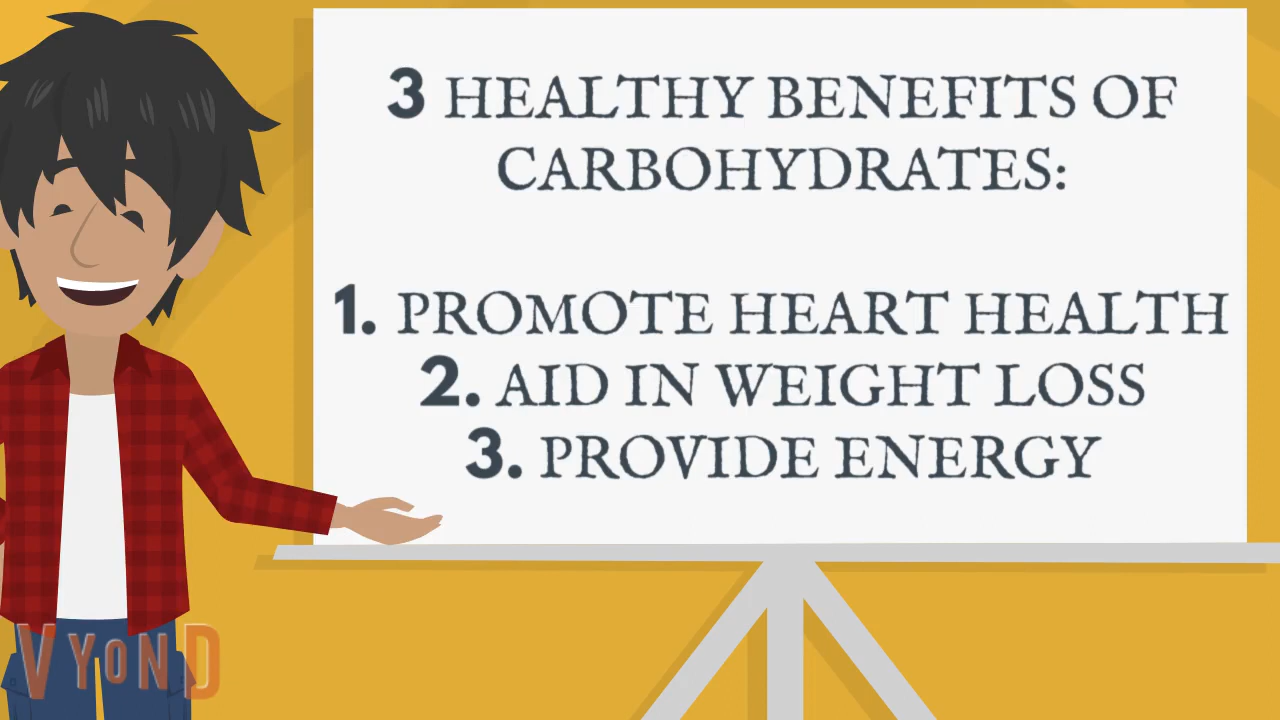 3 HEALTHY BENEFITS OF
CARBOHYDRATES:
1. PROMOTE HEART HEALTH
2. AID IN WEIGHT LOSS
3. PROVIDE ENERGY
VYOND